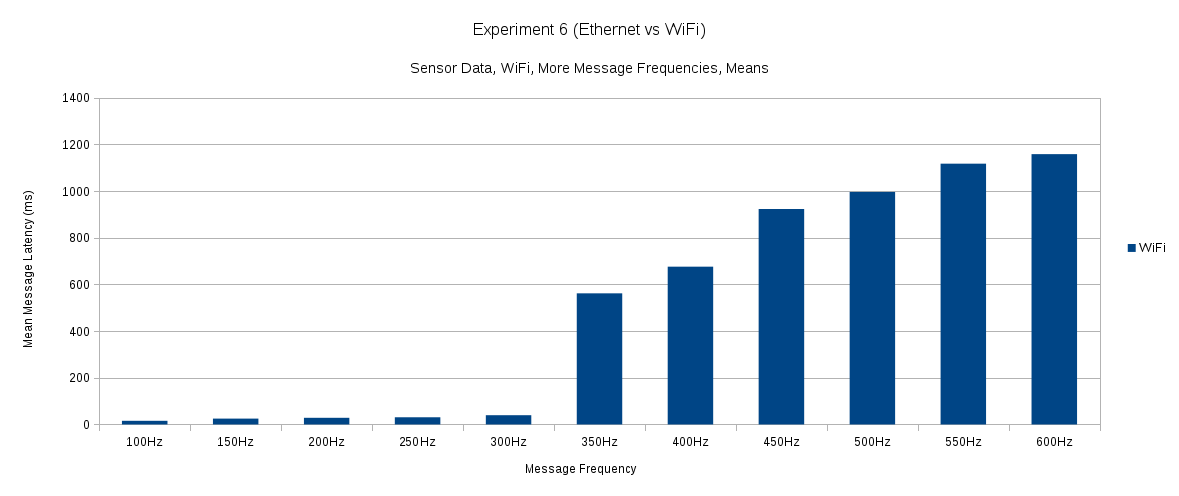 Experiment 6 (Ethernet vs WiFi)
Sensor Data, WiFi, More Message Frequencies, Means
Mean Message Latency (ms)
1400
1200
1000
800
600
400
200
0
100Hz 150Hz 200Hz 250Hz 300Hz 350Hz 400Hz 450Hz 500Hz 550Hz 600Hz
Message Frequency
WiFi